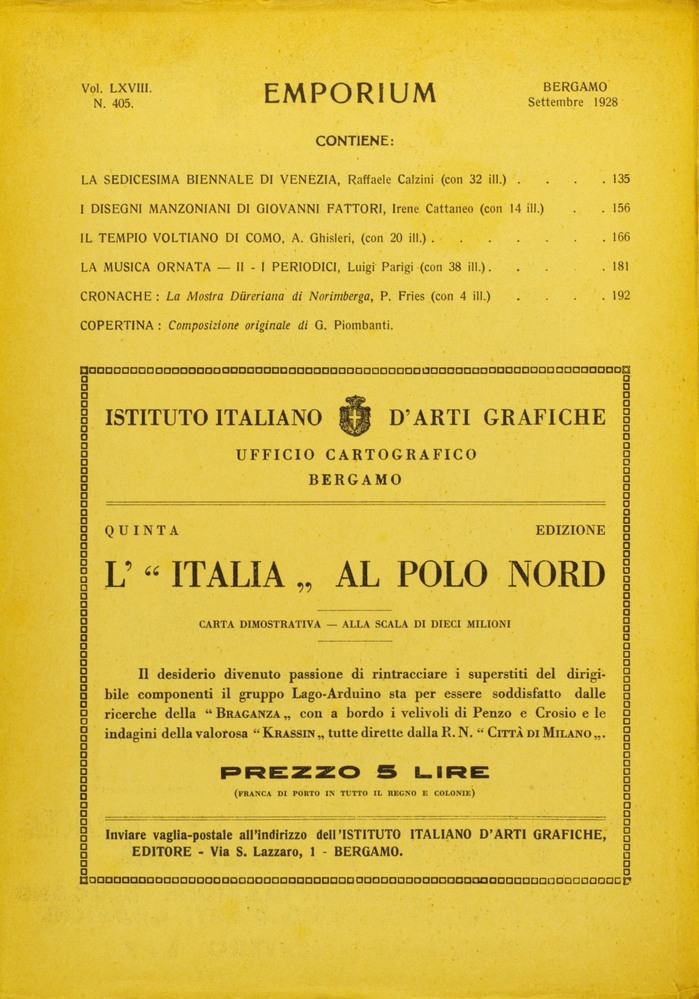 Vol. LXVIII.
N. 405.
EMPORIUM
BERGAMO
Settembre 1928
CONTIENE:
LA SEDICESIMA BIENNALE DI VENEZIA, Raffaele Calzini (con 32 ill.) . . . . 135
I DISEGNI MANZONIANI DI GIOVANNI FATTORI, Irene Cattaneo (con 14 ill.) . . 156
IL TEMPIO VOLTIANO DI COMO, A. Ghisleri, (con 20 ill.) . . . . . . . 166
LA MUSICA ORNATA — II - I PERIODICI, Luigi Parigi (con 38 ill.) . . . . . 181
CRONACHE : La Mostra Düreriana di Norimberga, P. Fries (con 4 ill.) . . . . 192
COPERTINA : Composizione originale di G. Piombanti.
ISTITUTO ITALIANO D'ARTI GRAFICHE
UFFICIO CARTOGRAFICO
BERGAMO
QUINTA EDIZIONE
L' “ ITALIA „ AL POLO NORD
CARTA DIMOSTRATIVA — ALLA SCALA DI DIECI MILIONI
Il desiderio divenuto passione di rintracciare i superstiti del dirigi-
bile componenti il gruppo Lago-Arduino sta per essere soddisfatto dalle
ricerche della “ BRAGANZA „ con a bordo i velivoli di Penzo e Crosio e le
indagini della valorosa “ KRASSIN „ tutte dirette dalla R. N. “ CITTÀ DI MILANO „.
PREZZO 5 LIRE
(FRANCA DI PORTO IN TUTTO IL REGNO E COLONIE)
Inviare vaglia-postale all'indirizzo dell'ISTITUTO ITALIANO D'ARTI GRAFICHE,
EDITORE - Via S. Lazzaro, 1 - BERGAMO.